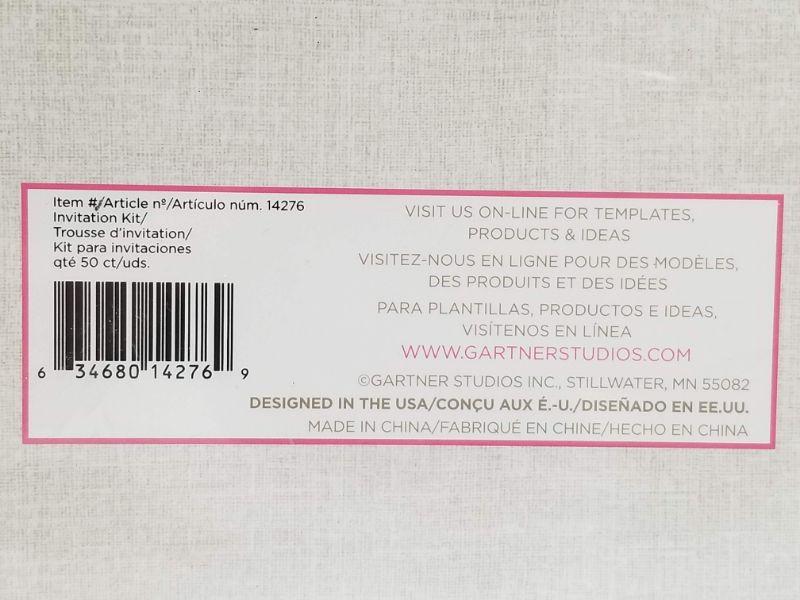 Item #/Article nº/Artículo núm. 14276
Invitation Kit/
Trousse d'invitation/
Kit para invitaciones
qté 50 ct/uds.
6 34680 14276 9
VISIT US ON-LINE FOR TEMPLATES,
PRODUCTS & IDEAS
VISITEZ-NOUS EN LIGNE POUR DES MODÈLES,
DES PRODUITS ET DES IDÉES
PARA PLANTILLAS, PRODUCTOS E IDEAS,
VISÍTENOS EN LÍNEA
WWW.GARTNERSTUDIOS.COM
©GARTNER STUDIOS INC., STILLWATER, MN 55082
DESIGNED IN THE USA/CONÇU AUX É.-U./DISEÑADO EN EE.UU.
MADE IN CHINA/FABRIQUÉ EN CHINE/HECHO EN CHINA